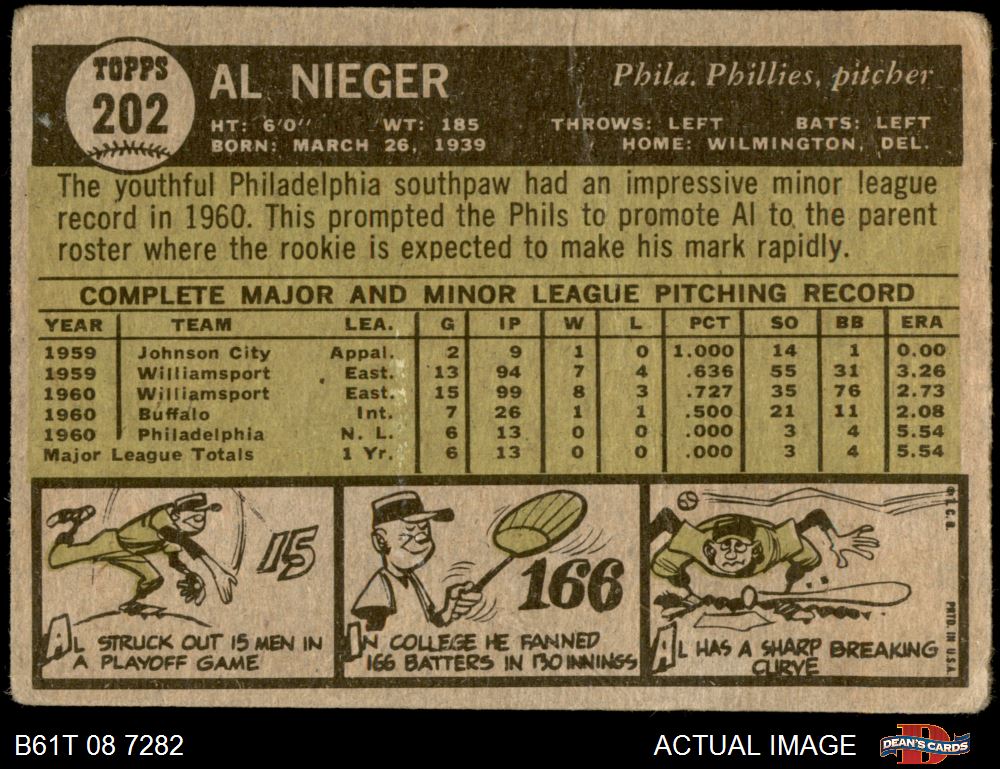 TOPPS
202
AL NIEGER
Phila. Phillies, pitcher
HT: 6'0" WT: 185 THROWS: LEFT BATS: LEFT
BORN: MARCH 26, 1939 HOME: WILMINGTON, DEL.
The youthful Philadelphia southpaw had an impressive minor league
record in 1960. This prompted the Phils to promote Al to the parent
roster where the rookie is expected to make his mark rapidly.
COMPLETE MAJOR AND MINOR LEAGUE PITCHING RECORD
YEAR TEAM LEA. G IP W L PCT SO BB ERA
1959 Johnson City Appal. 2 9 1 0 1.000 14 1 0.00
1959 Williamsport East. 13 94 7 4 .636 55 31 3.26
1960 Williamsport East. 15 99 8 3 .727 35 76 2.73
1960 Buffalo Int. 7 26 1 1 .500 21 11 2.08
1960 Philadelphia N. L. 6 13 0 0 .000 3 4 5.54
Major League Totals 1 Yr. 6 13 0 0 .000 3 4 5.54
15
AL STRUCK OUT 15 MEN IN
A PLAYOFF GAME
166
IN COLLEGE HE FANNED
166 BATTERS IN 130 INNINGS
AL HAS A SHARP BREAKING
CURVE
© T. C. G.
PRTD. IN U.S.A.
B61T 08 7282
ACTUAL IMAGE
DEAN'S CARDS